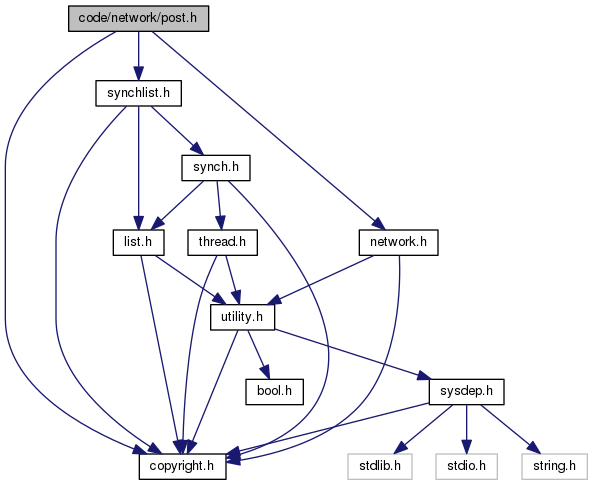 code/network/post.h
synchlist.h
synch.h
list.h
thread.h
network.h
utility.h
bool.h
sysdep.h
copyright.h
stdlib.h
stdio.h
string.h